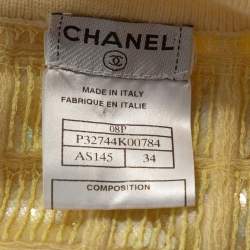 CHANEL
MADE IN ITALY
FABRIQUE EN ITALIE
08P
P32744K00784
AS145 34
COMPOSITION